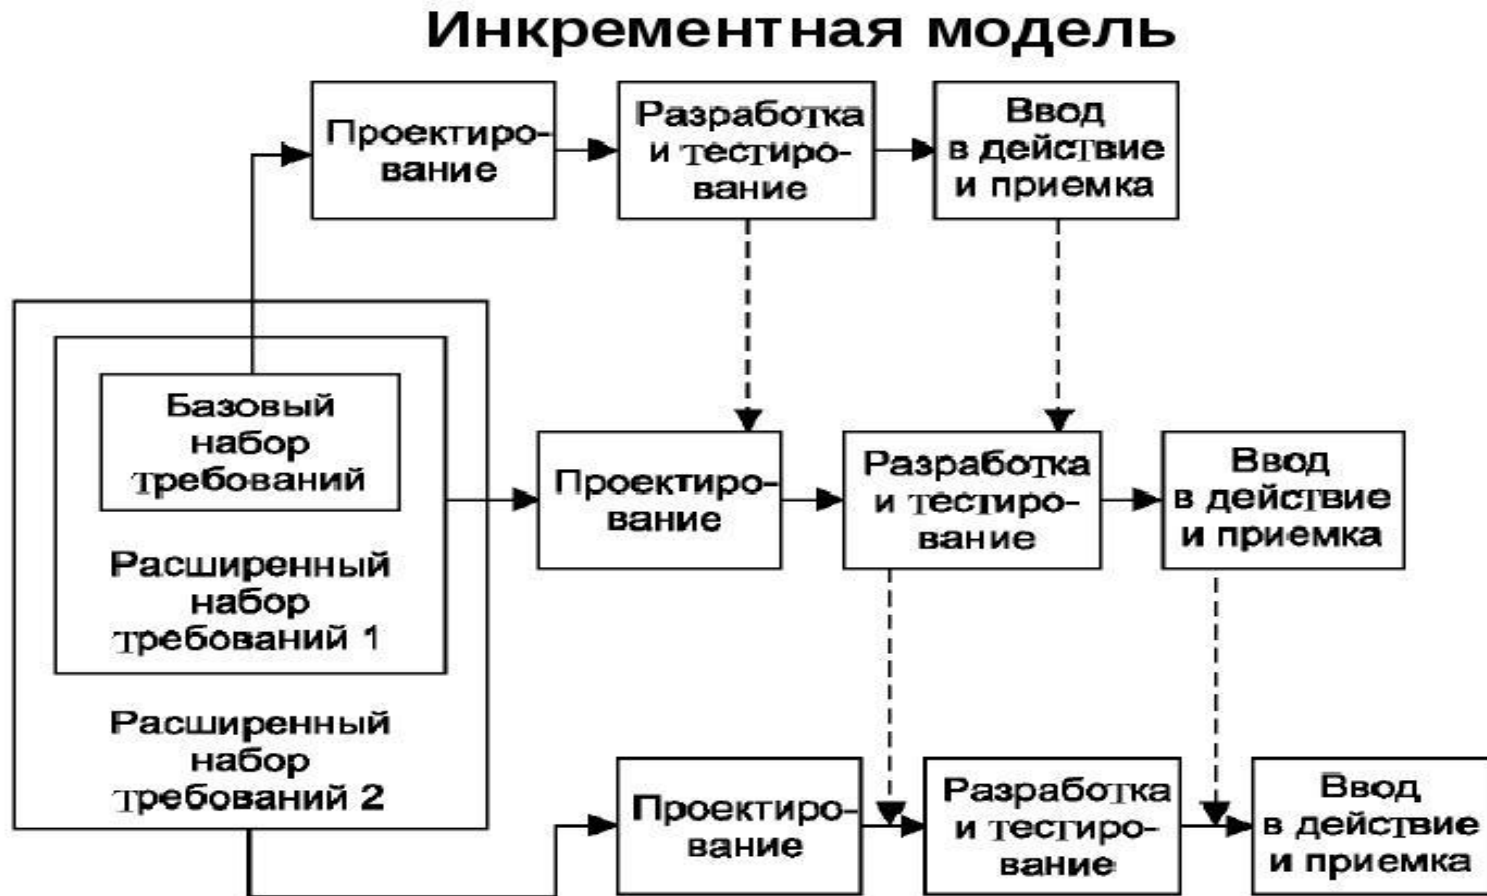 Инкрементная модель
Проектиро-
вание
Разработка
и тестиро-
вание
Ввод
в действие
и приемка
Базовый
набор
требований
Расширенный
набор
требований 1
Расширенный
набор
требований 2
Проектиро-
вание
Разработка
и тестиро-
вание
Ввод
в действие
и приемка
Проектиро-
вание
Разработка
и тестиро-
вание
Ввод
в действие
и приемка